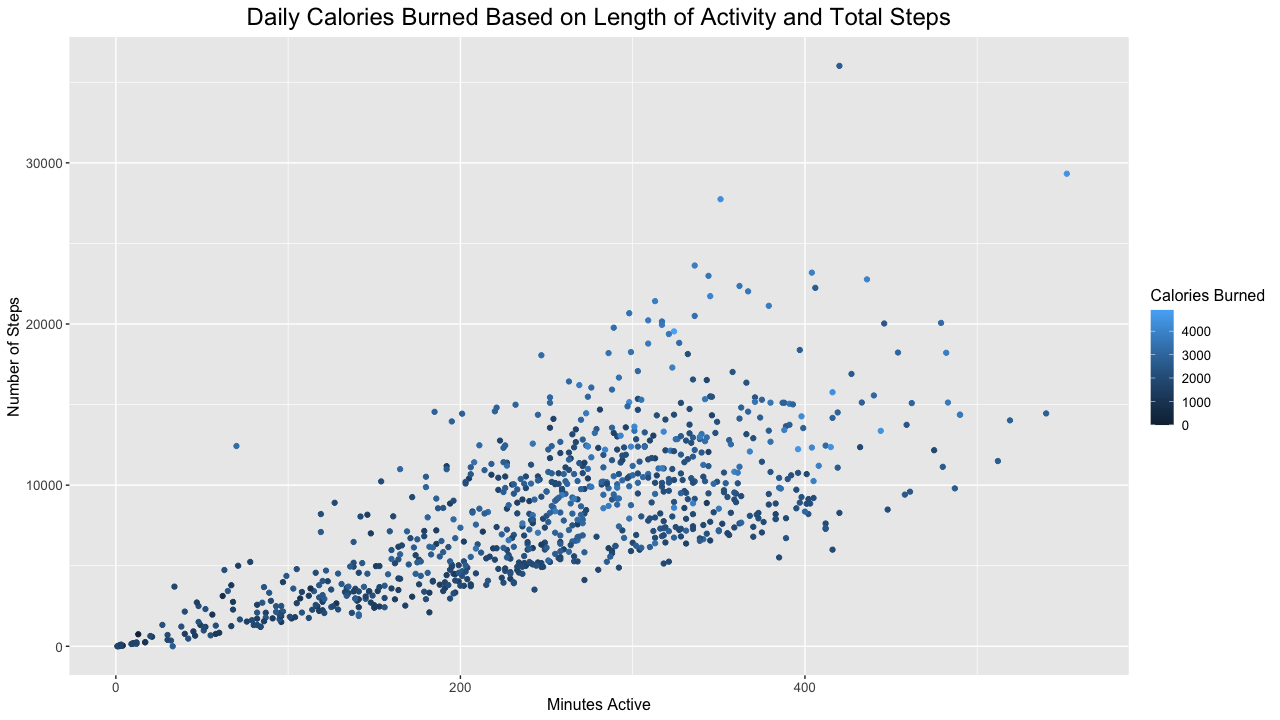 Daily Calories Burned Based on Length of Activity and Total Steps
Number of Steps
30000
20000
10000
0
0 200 400
Minutes Active
Calories Burned
4000
3000
2000
1000
0